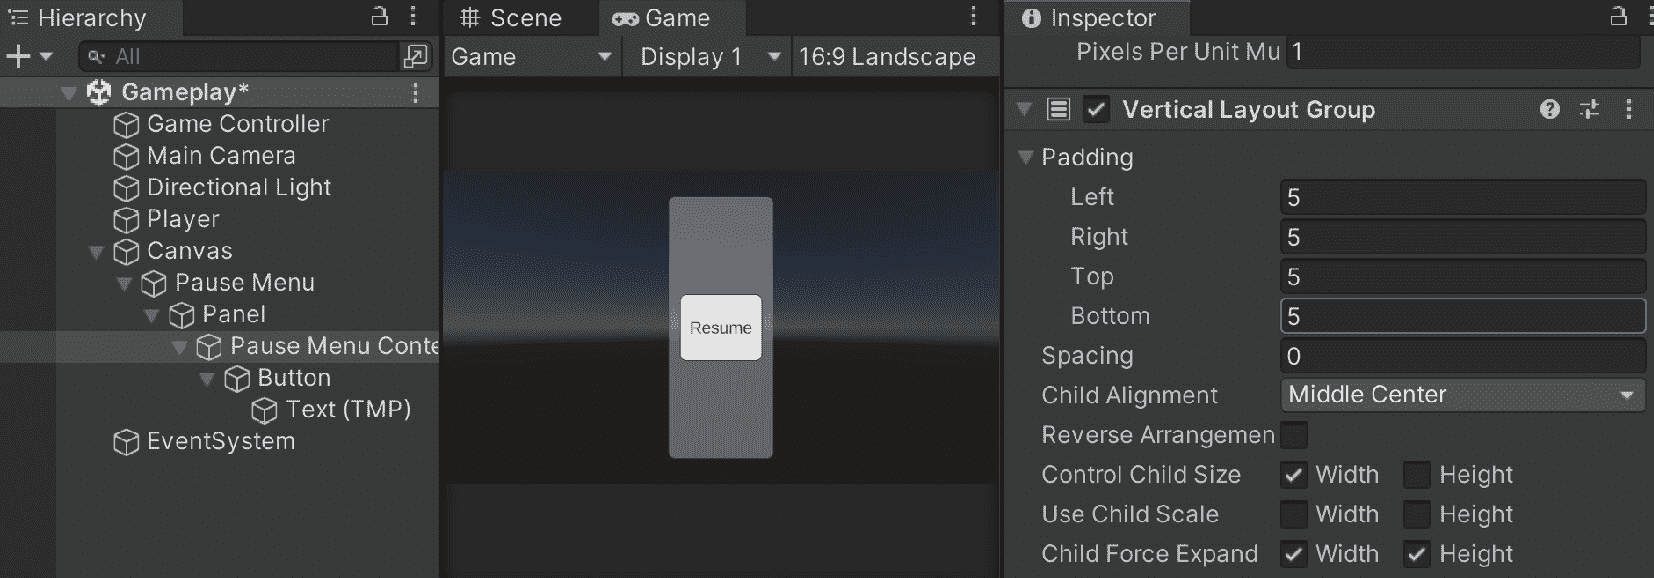 Hierarchy
All
Gameplay*
Game Controller
Main Camera
Directional Light
Player
Canvas
Pause Menu
Panel
Pause Menu Conte
Button
Text (TMP)
EventSystem
Scene
Game
Game
Display 1
16:9 Landscape
Resume
Inspector
Pixels Per Unit Mu 1
Vertical Layout Group
Padding
Left 5
Right 5
Top 5
Bottom 5
Spacing 0
Child Alignment Middle Center
Reverse Arrangemen
Control Child Size Width Height
Use Child Scale Width Height
Child Force Expand Width Height